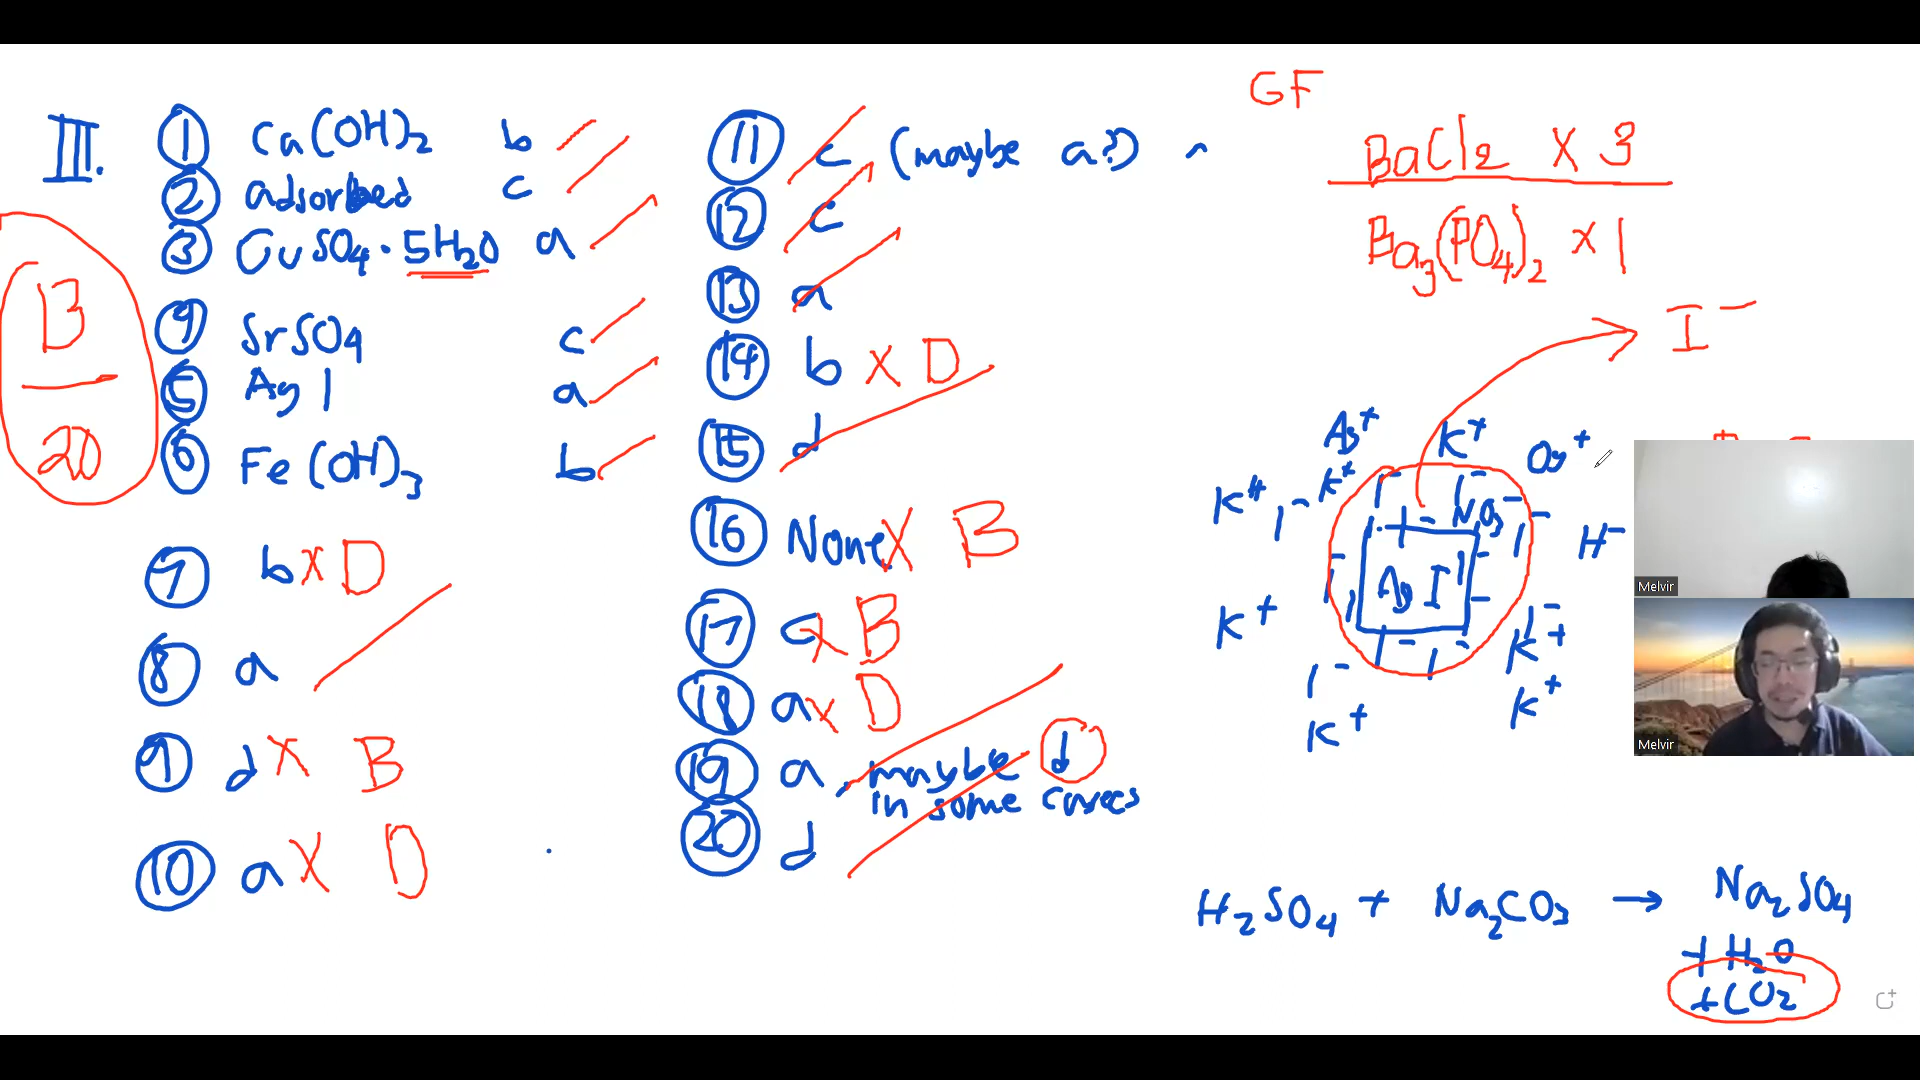 III.
① Ca(OH)2 b
② adsorbed c
③ CuSO4 · 5H2O a
④ SrSO4 c
⑤ Ag I a
⑥ Fe(OH)3 b
⑦ b X D
⑧ a
⑨ d X B
⑩ a X D
13
20
⑪ c (maybe a?)
⑫ c
⑬ a
⑭ b X D
⑮ d
⑯ None X B
⑰ c X B
⑱ a X D
⑲ a, maybe d
in some cases
⑳ d
GF
BaCl2 X 3
Ba3(PO4)2 X 1
I-
Ag+ K+
K+ I- K+ I- I-
NO3 I- H-
Ag I
K+ I- K+
I- I- K+
K+
H2SO4 + Na2CO3 → Na2SO4
+ H2O
+ CO2
Melvir
Melvir